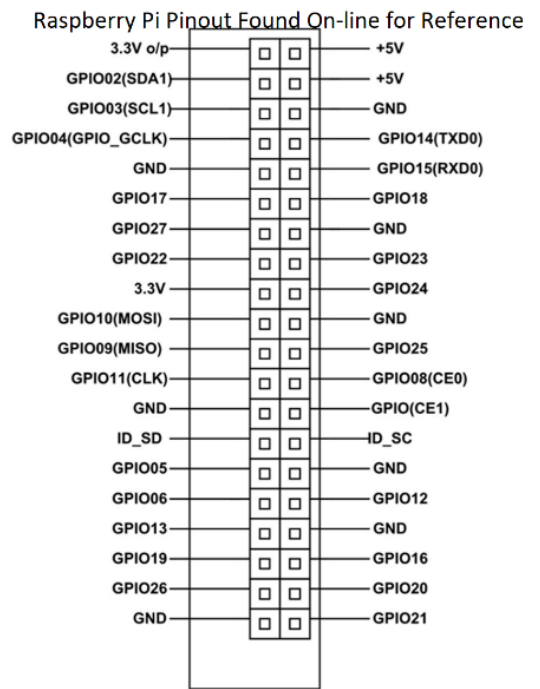 Raspberry Pi Pinout Found On-line for Reference
3.3V o/p +5V
GPIO02(SDA1) +5V
GPIO03(SCL1) GND
GPIO04(GPIO_GCLK) GPIO14(TXD0)
GND GPIO15(RXD0)
GPIO17 GPIO18
GPIO27 GND
GPIO22 GPIO23
3.3V GPIO24
GPIO10(MOSI) GND
GPIO09(MISO) GPIO25
GPIO11(CLK) GPIO08(CE0)
GND GPIO(CE1)
ID_SD ID_SC
GPIO05 GND
GPIO06 GPIO12
GPIO13 GND
GPIO19 GPIO16
GPIO26 GPIO20
GND GPIO21